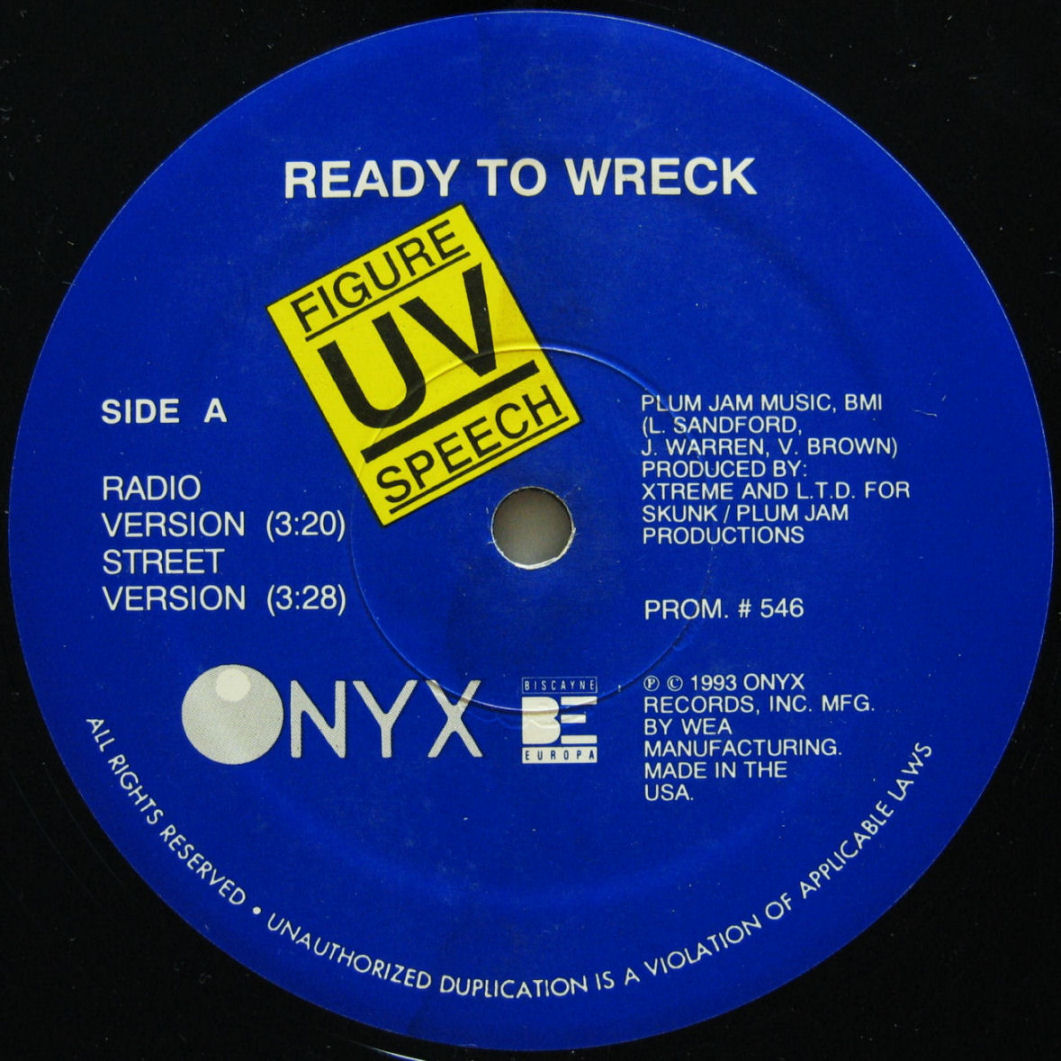 READY TO WRECK
FIGURE
UV
SPEECH
SIDE A
RADIO
VERSION (3:20)
STREET
VERSION (3:28)
PLUM JAM MUSIC, BMI
(L. SANDFORD,
J. WARREN, V. BROWN)
PRODUCED BY:
XTREME AND L.T.D. FOR
SKUNK / PLUM JAM
PRODUCTIONS
PROM. # 546
ONYX
BISCAYNE
BE
EUROPA
℗ © 1993 ONYX
RECORDS, INC. MFG.
BY WEA
MANUFACTURING.
MADE IN THE
USA.
ALL RIGHTS RESERVED • UNAUTHORIZED DUPLICATION IS A VIOLATION OF APPLICABLE LAWS